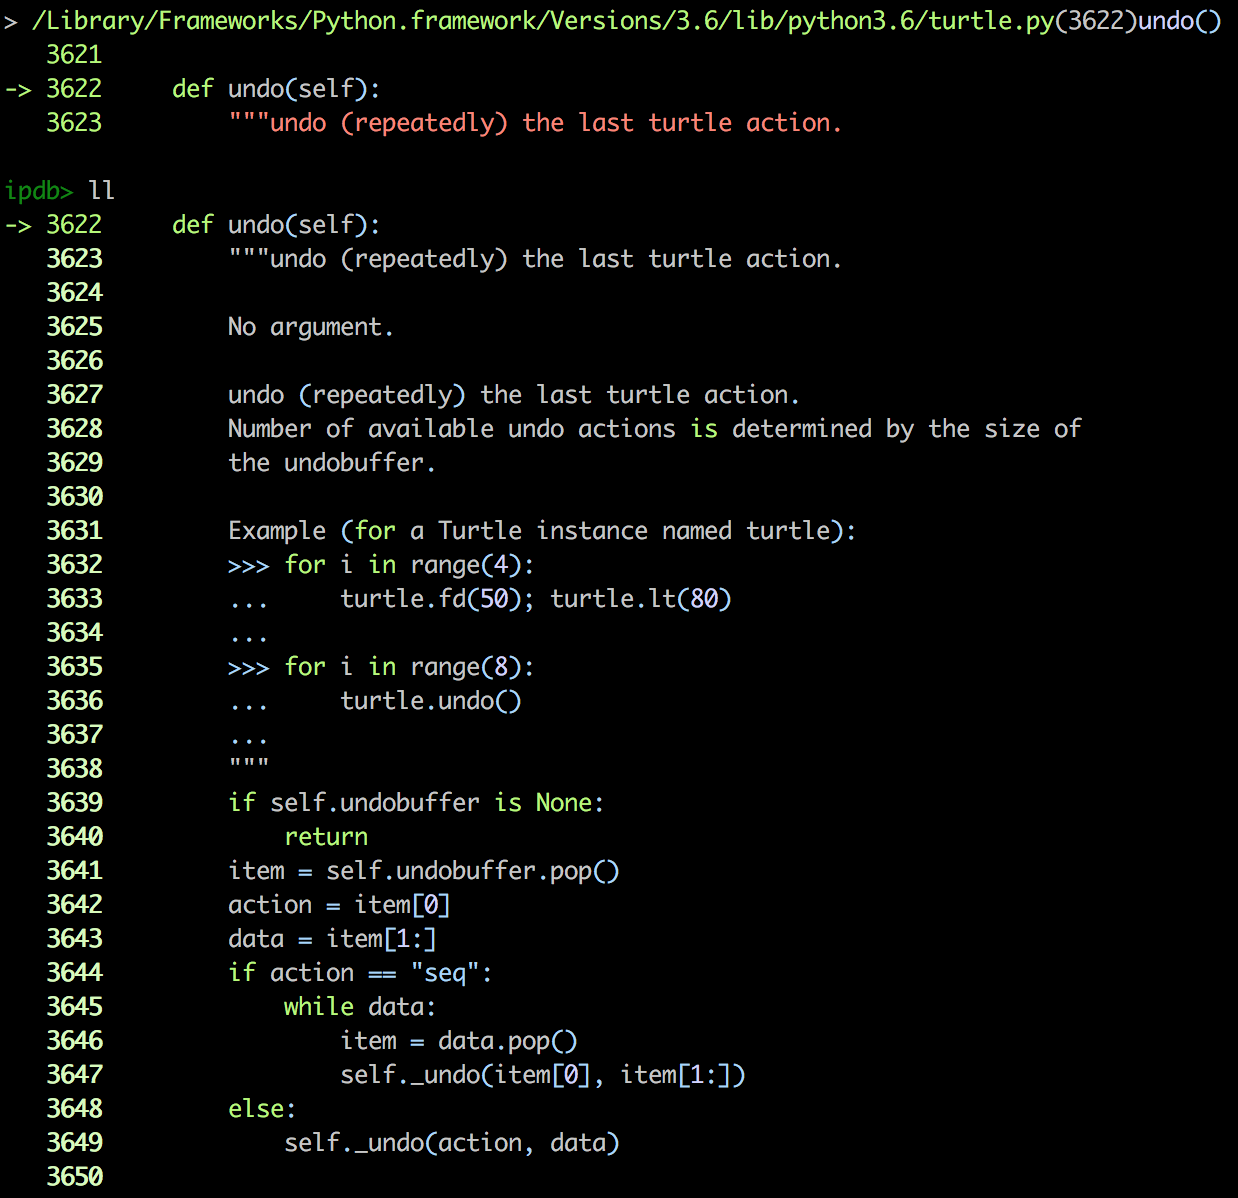 > /Library/Frameworks/Python.framework/Versions/3.6/lib/python3.6/turtle.py(3622)undo()
   3621
-> 3622     def undo(self):
   3623         """undo (repeatedly) the last turtle action.

ipdb> ll
-> 3622     def undo(self):
   3623         """undo (repeatedly) the last turtle action.
   3624
   3625         No argument.
   3626
   3627         undo (repeatedly) the last turtle action.
   3628         Number of available undo actions is determined by the size of
   3629         the undobuffer.
   3630
   3631         Example (for a Turtle instance named turtle):
   3632         >>> for i in range(4):
   3633         ...     turtle.fd(50); turtle.lt(80)
   3634         ...
   3635         >>> for i in range(8):
   3636         ...     turtle.undo()
   3637         ...
   3638         """
   3639         if self.undobuffer is None:
   3640             return
   3641         item = self.undobuffer.pop()
   3642         action = item[0]
   3643         data = item[1:]
   3644         if action == "seq":
   3645             while data:
   3646                 item = data.pop()
   3647                 self._undo(item[0], item[1:])
   3648         else:
   3649             self._undo(action, data)
   3650